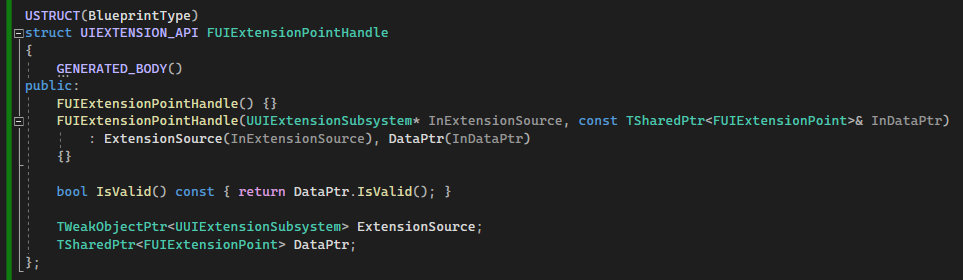 USTRUCT(BlueprintType)
struct UIEXTENSION_API FUIExtensionPointHandle
{
    GENERATED_BODY()
public:
    FUIExtensionPointHandle() {}
    FUIExtensionPointHandle(UUIExtensionSubsystem* InExtensionSource, const TSharedPtr<FUIExtensionPoint>& InDataPtr)
        : ExtensionSource(InExtensionSource), DataPtr(InDataPtr)
    {}
    bool IsValid() const { return DataPtr.IsValid(); }
    TWeakObjectPtr<UUIExtensionSubsystem> ExtensionSource;
    TSharedPtr<FUIExtensionPoint> DataPtr;
};